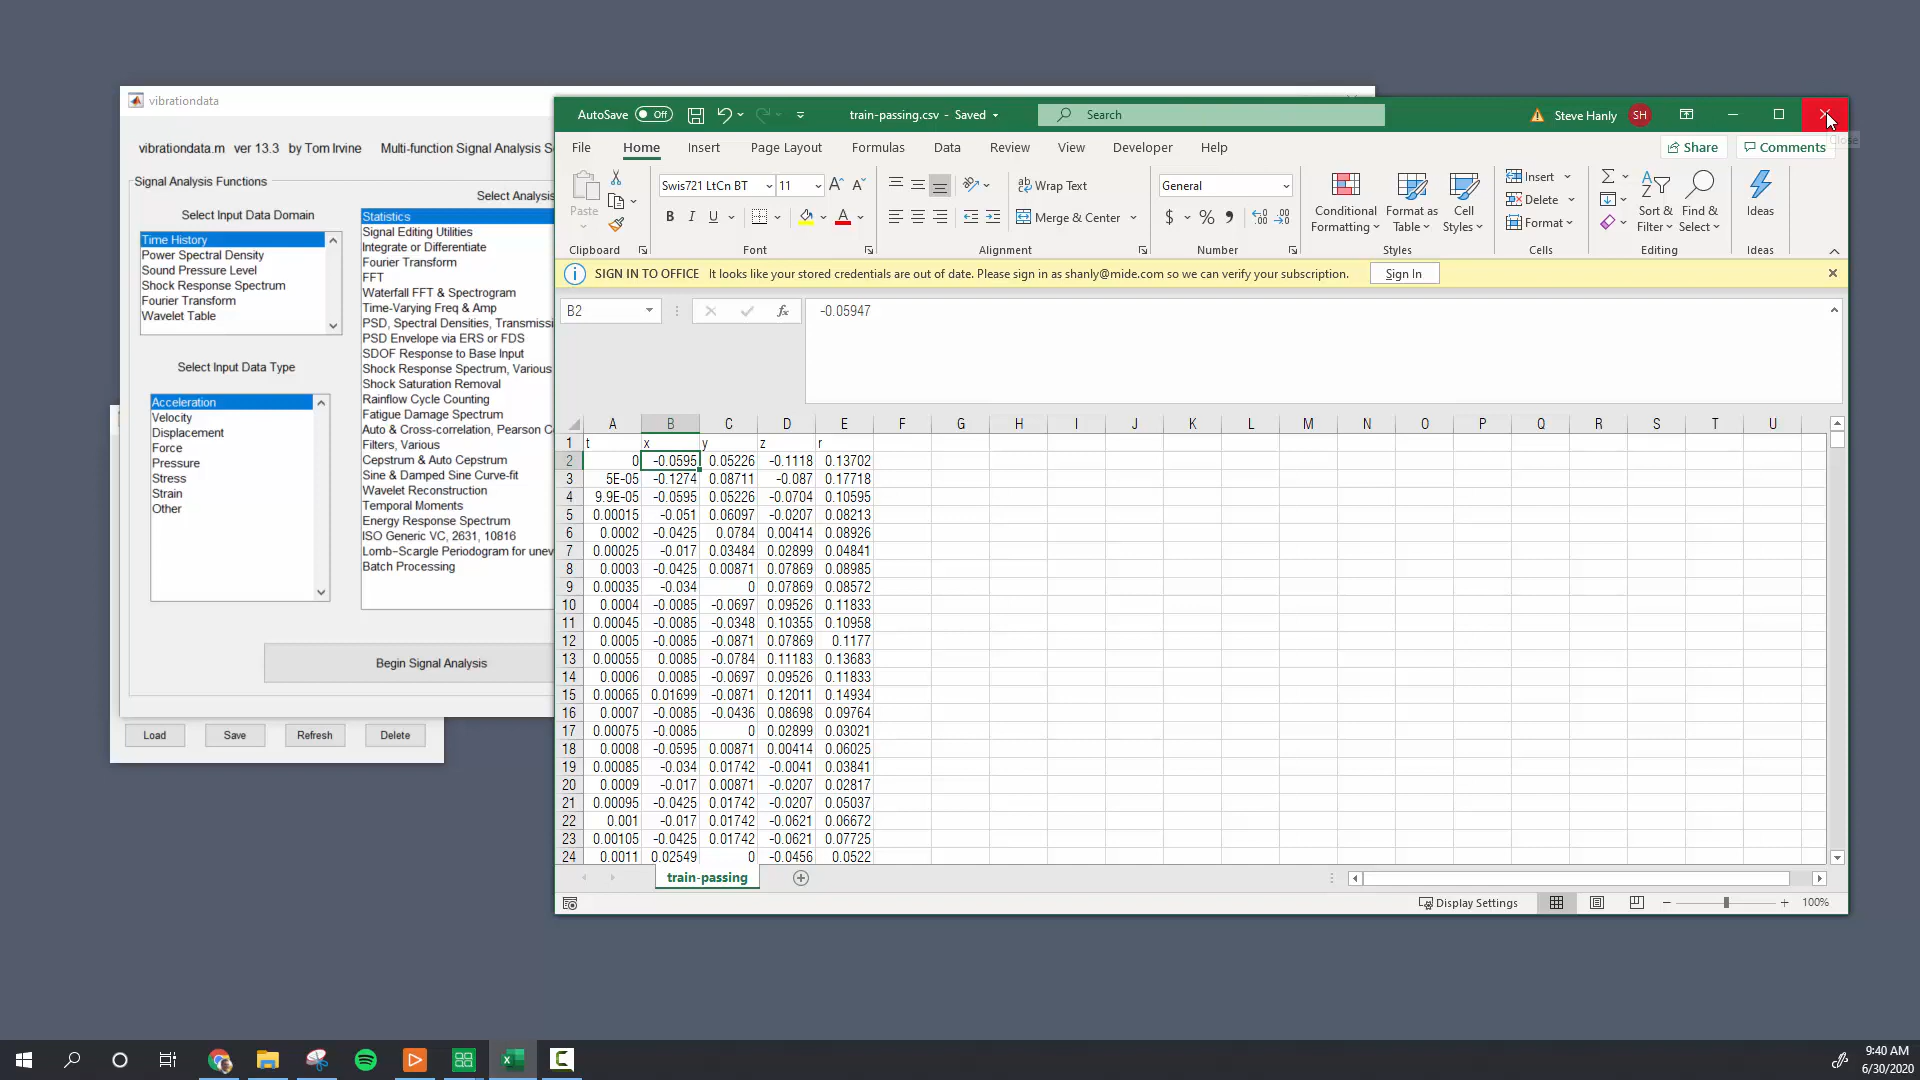 vibrationdata
vibrationdata.m ver 13.3 by Tom Irvine Multi-function Signal Analysis S
Signal Analysis Functions
Select Input Data Domain
Time History
Power Spectral Density
Sound Pressure Level
Shock Response Spectrum
Fourier Transform
Wavelet Table
Select Input Data Type
Acceleration
Velocity
Displacement
Force
Pressure
Stress
Strain
Other
Select Analysis
Statistics
Signal Editing Utilities
Integrate or Differentiate
Fourier Transform
FFT
Waterfall FFT & Spectrogram
Time-Varying Freq & Amp
PSD, Spectral Densities, Transmissi
PSD Envelope via ERS or FDS
SDOF Response to Base Input
Shock Response Spectrum, Various
Shock Saturation Removal
Rainflow Cycle Counting
Fatigue Damage Spectrum
Auto & Cross-correlation, Pearson C
Filters, Various
Cepstrum & Auto Cepstrum
Sine & Damped Sine Curve-fit
Wavelet Reconstruction
Temporal Moments
Energy Response Spectrum
ISO Generic VC, 2631, 10816
Lomb-Scargle Periodogram for unev
Batch Processing
Begin Signal Analysis
Load Save Refresh Delete
AutoSave Off train-passing.csv - Saved Search Steve Hanly SH
Close
File Home Insert Page Layout Formulas Data Review View Developer Help Share Comments
Paste
Clipboard
Swis721 LtCn BT 11
B I U
Font
Wrap Text
Merge & Center
Alignment
General
$ % 9
Number
Conditional Formatting
Format as Table
Cell Styles
Styles
Insert
Delete
Format
Cells
Sort & Filter
Find & Select
Editing
Ideas
Ideas
SIGN IN TO OFFICE It looks like your stored credentials are out of date. Please sign in as shanly@mide.com so we can verify your subscription. Sign In
B2 fx -0.05947
A B C D E F G H I J K L M N O P Q R S T U
1 t x y z r
2 0 -0.0595 0.05226 -0.1118 0.13702
3 5E-05 -0.1274 0.08711 -0.087 0.17718
4 9.9E-05 -0.0595 0.05226 -0.0704 0.10595
5 0.00015 -0.051 0.06097 -0.0207 0.08213
6 0.0002 -0.0425 0.0784 0.00414 0.08926
7 0.00025 -0.017 0.03484 0.02899 0.04841
8 0.0003 -0.0425 0.00871 0.07869 0.08985
9 0.00035 -0.034 0 0.07869 0.08572
10 0.0004 -0.0085 -0.0697 0.09526 0.11833
11 0.00045 -0.0085 -0.0348 0.10355 0.10958
12 0.0005 -0.0085 -0.0871 0.07869 0.1177
13 0.00055 0.0085 -0.0784 0.11183 0.13683
14 0.0006 0.0085 -0.0697 0.09526 0.11833
15 0.00065 0.01699 -0.0871 0.12011 0.14934
16 0.0007 -0.0085 -0.0436 0.08698 0.09764
17 0.00075 -0.0085 0 0.02899 0.03021
18 0.0008 -0.0595 0.00871 0.00414 0.06025
19 0.00085 -0.034 0.01742 -0.0041 0.03841
20 0.0009 -0.017 0.00871 -0.0207 0.02817
21 0.00095 -0.0425 0.01742 -0.0207 0.05037
22 0.001 -0.017 0.01742 -0.0621 0.06672
23 0.00105 -0.0425 0.01742 -0.0621 0.07725
24 0.0011 0.02549 0 -0.0456 0.0522
train-passing
Display Settings 100%
9:40 AM
6/30/2020